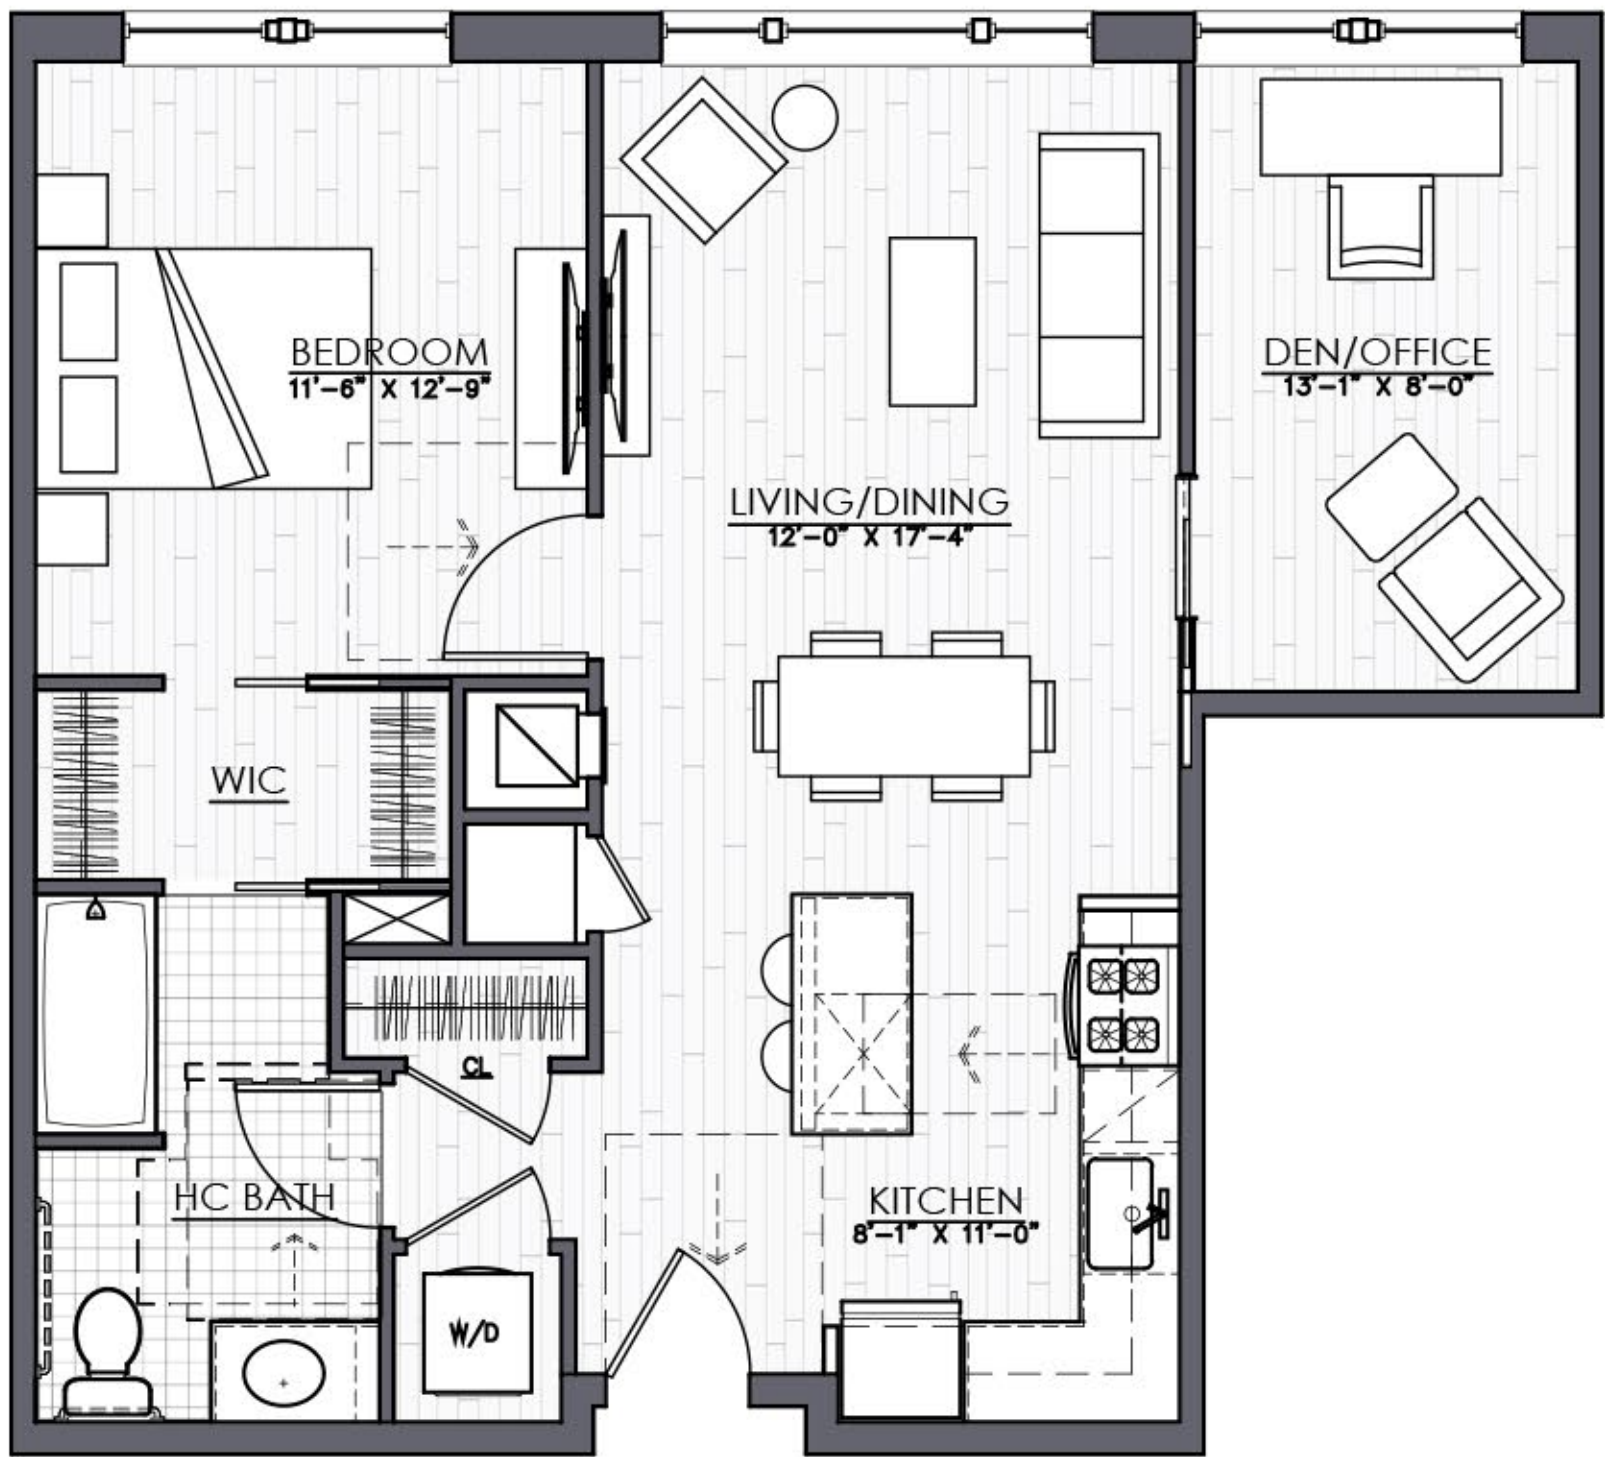 BEDROOM
11'-6" X 12'-9"
DEN/OFFICE
13'-1" X 8'-0"
LIVING/DINING
12'-0" X 17'-4"
WIC
CL
HC BATH
KITCHEN
8'-1" X 11'-0"
W/D